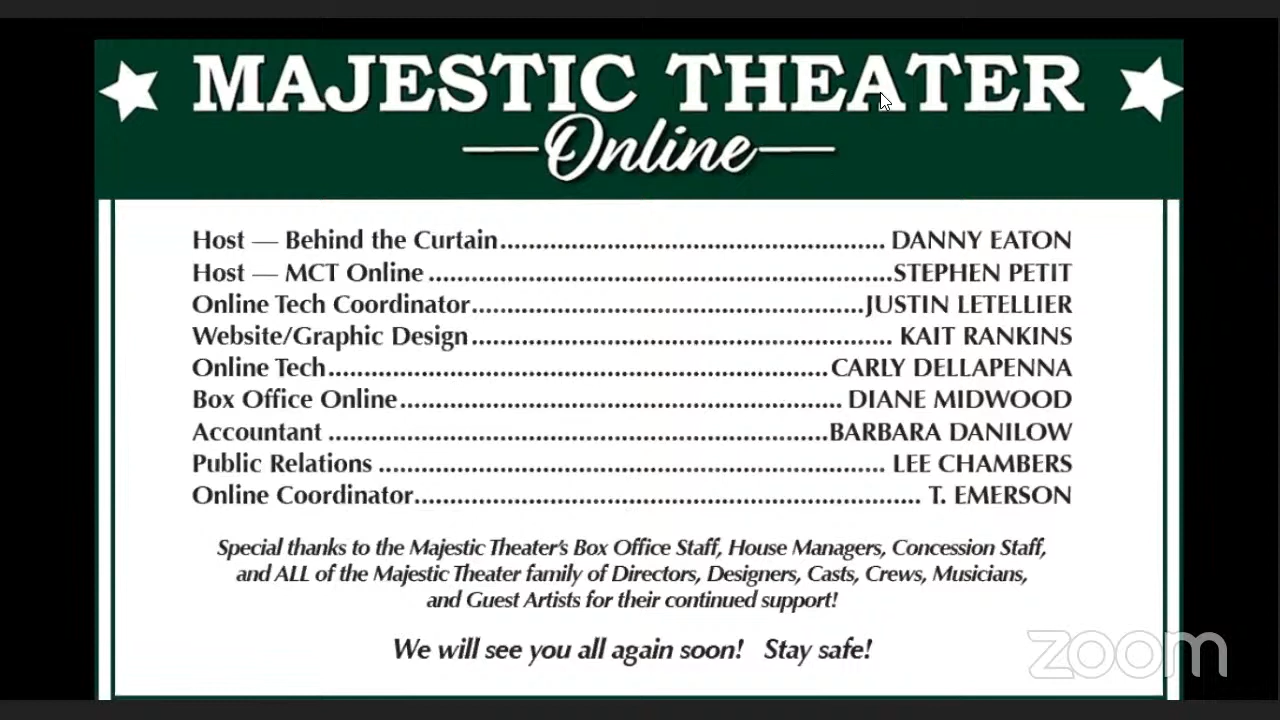 MAJESTIC THEATER
Online
Host — Behind the Curtain................................................... DANNY EATON
Host — MCT Online .............................................................STEPHEN PETIT
Online Tech Coordinator....................................................JUSTIN LETELLIER
Website/Graphic Design........................................................ KAIT RANKINS
Online Tech...................................................................CARLY DELLAPENNA
Box Office Online........................................................... DIANE MIDWOOD
Accountant ..................................................................BARBARA DANILOW
Public Relations .................................................................. LEE CHAMBERS
Online Coordinator.................................................................. T. EMERSON
Special thanks to the Majestic Theater's Box Office Staff, House Managers, Concession Staff,
and ALL of the Majestic Theater family of Directors, Designers, Casts, Crews, Musicians,
and Guest Artists for their continued support!
We will see you all again soon! Stay safe!
zoom